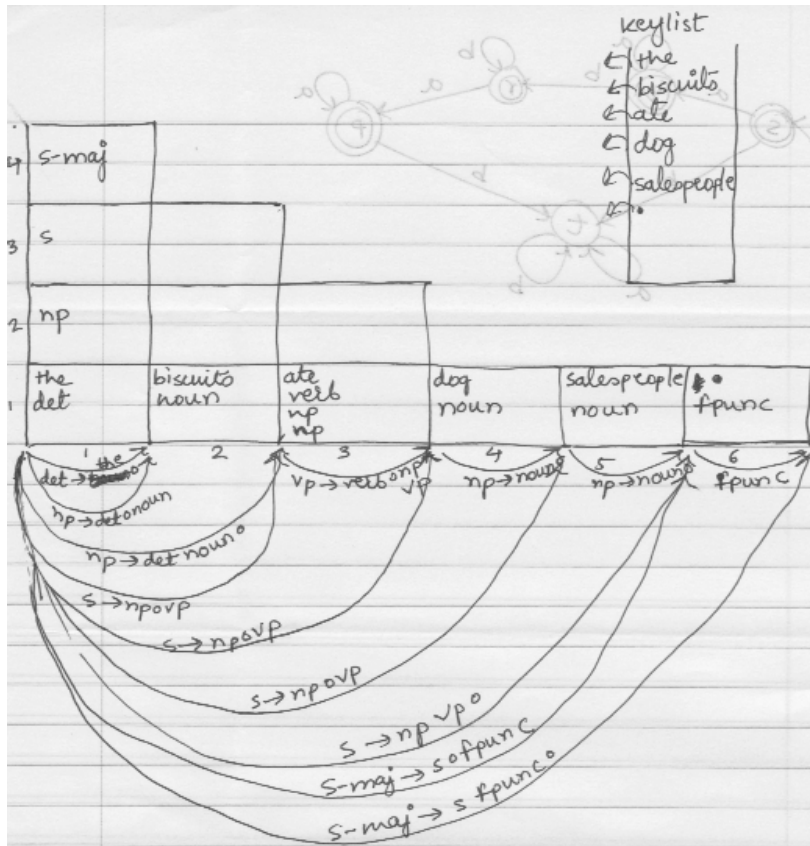 keylist
the
biscuits
ate
dog
salespeople
.
4 s-maj
3 s
2 np
1
the
det
biscuits
noun
ate
verb
np
np
dog
noun
salespeople
noun
.
fpunc
1 2 3 4 5 6
det → the
np → det o noun
np → det noun o
s → np o vp
s → np o vp
s → np o vp
s → np vp o
s-maj → s o fpunc
s-maj → s fpunc o
vp → verb o np
vp
np → noun o
np → noun o
fpunc